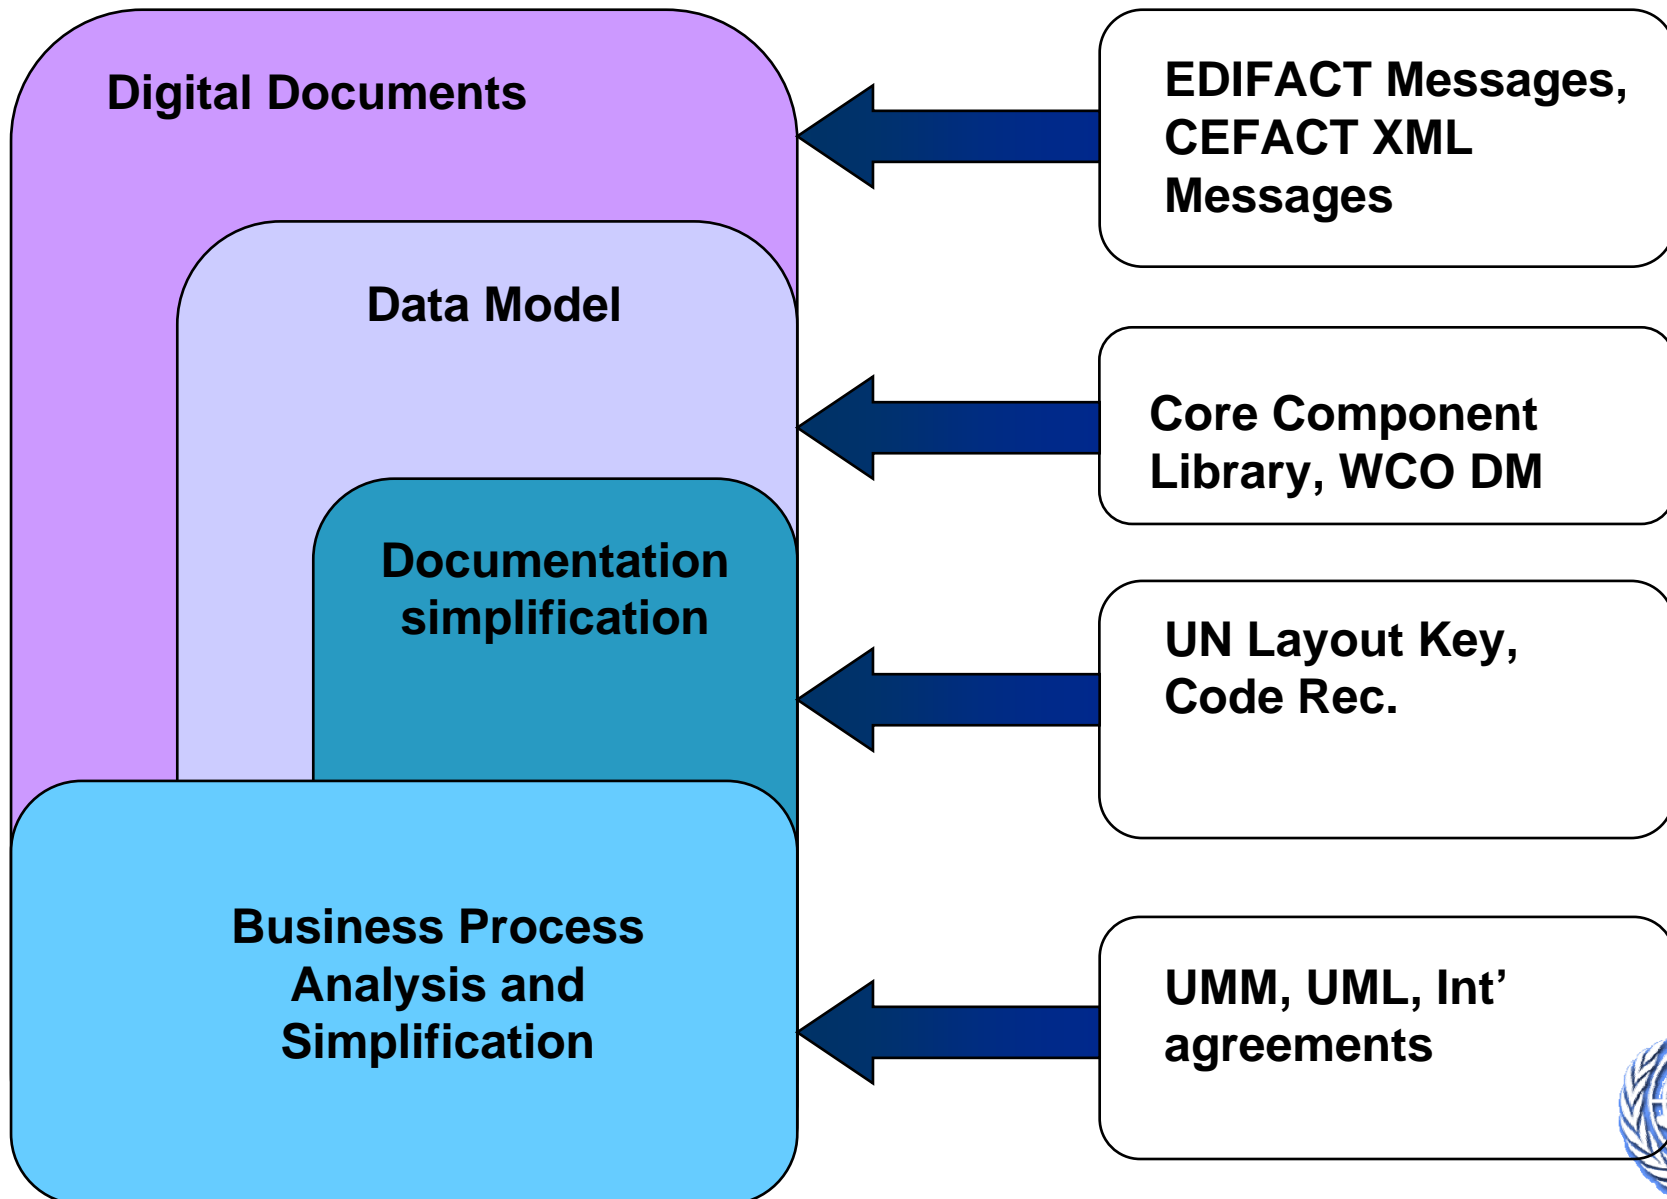 Digital Documents
EDIFACT Messages,
CEFACT XML
Messages
Data Model
Core Component
Library, WCO DM
Documentation
simplification
UN Layout Key,
Code Rec.
Business Process
Analysis and
Simplification
UMM, UML, Int’
agreements